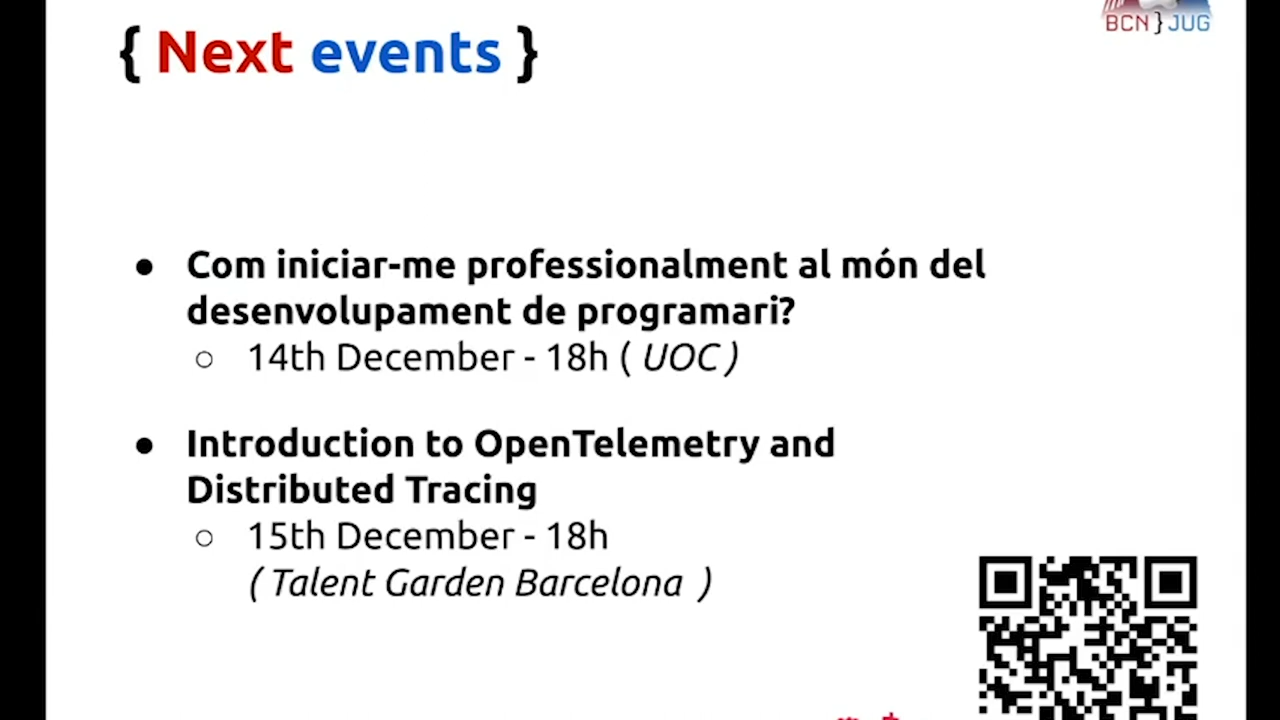 BCN}JUG
{ Next events }
● Com iniciar-me professionalment al món del
desenvolupament de programari?
○ 14th December - 18h ( UOC )
● Introduction to OpenTelemetry and
Distributed Tracing
○ 15th December - 18h
( Talent Garden Barcelona )